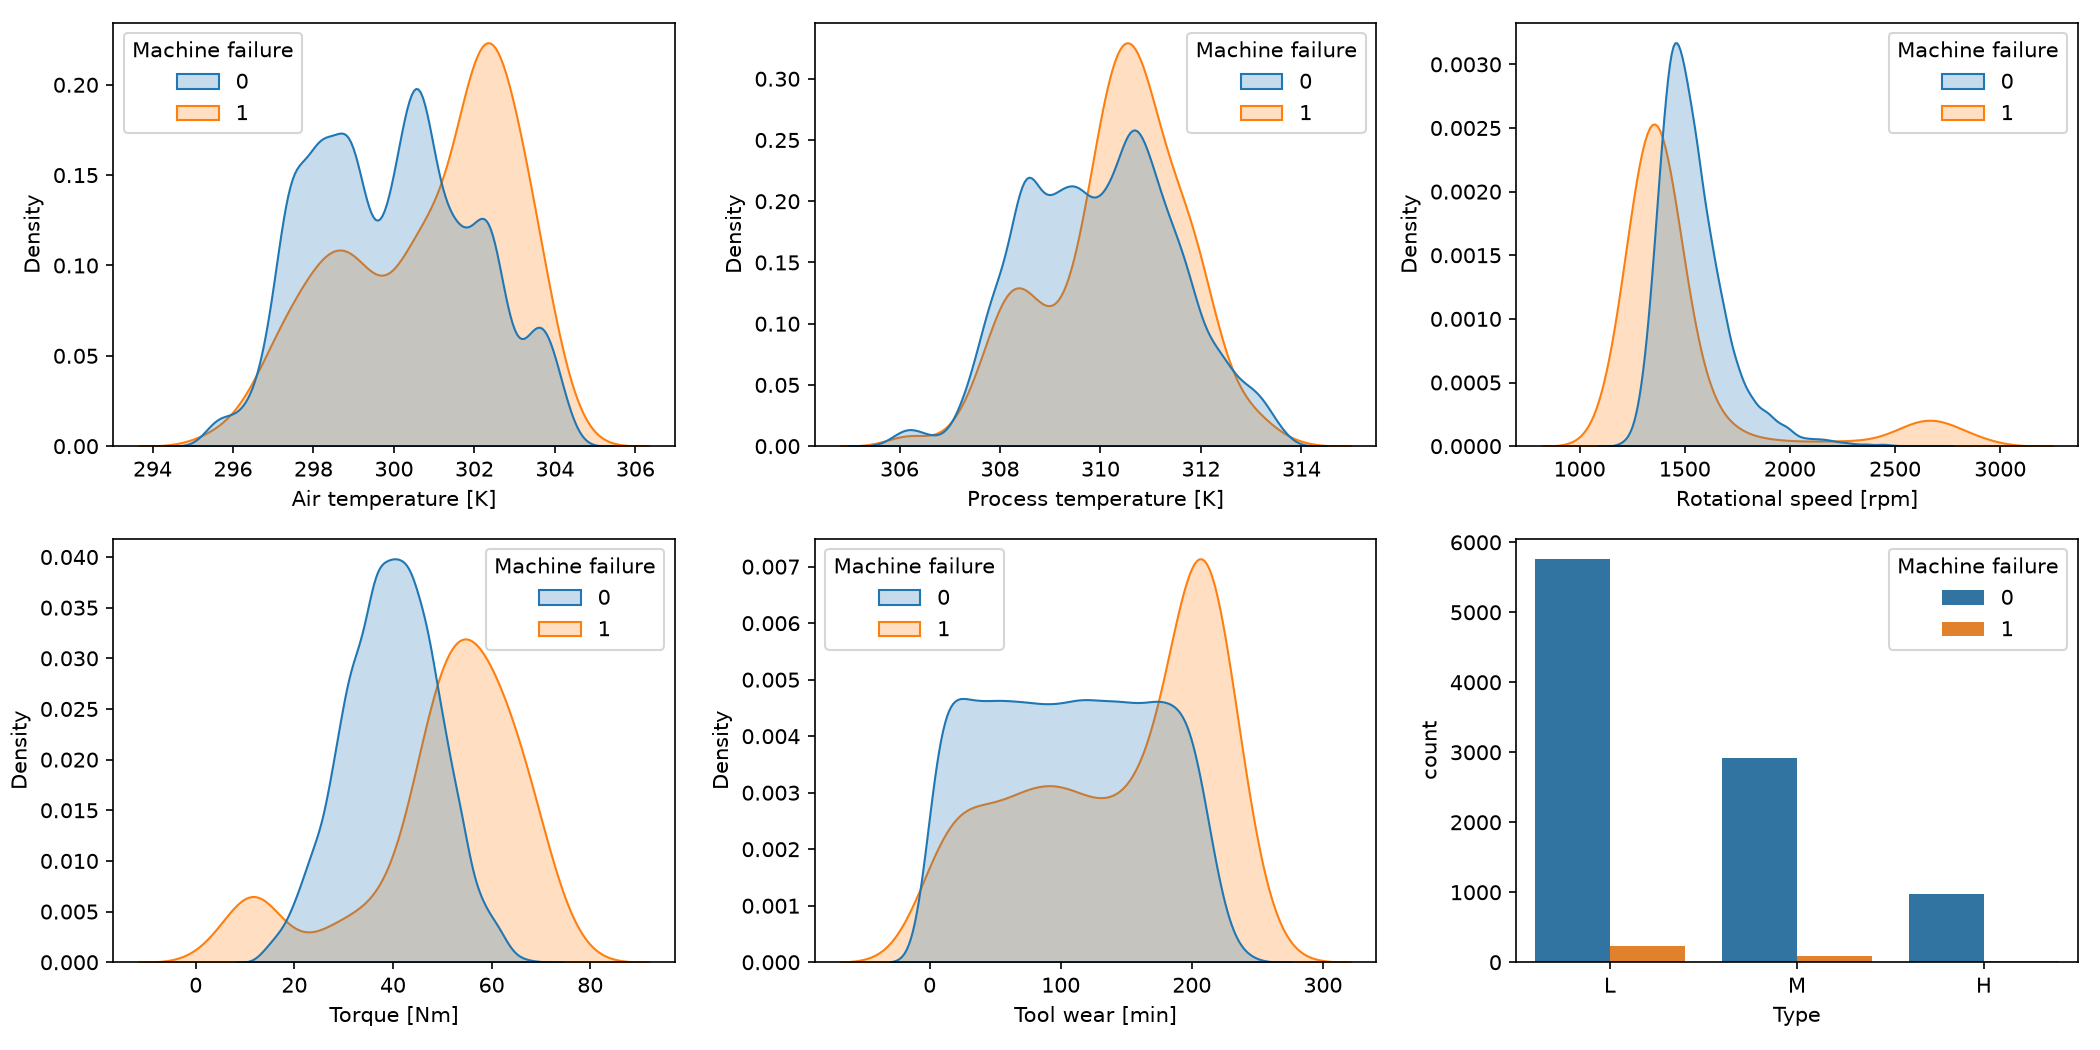 Machine failure
0
1
0.20
0.15
0.10
0.05
0.00
Density
294 296 298 300 302 304 306
Air temperature [K]
Machine failure
0
1
0.30
0.25
0.20
0.15
0.10
0.05
0.00
Density
306 308 310 312 314
Process temperature [K]
Machine failure
0
1
0.0030
0.0025
0.0020
0.0015
0.0010
0.0005
0.0000
Density
1000 1500 2000 2500 3000
Rotational speed [rpm]
Machine failure
0
1
0.040
0.035
0.030
0.025
0.020
0.015
0.010
0.005
0.000
Density
0 20 40 60 80
Torque [Nm]
Machine failure
0
1
0.007
0.006
0.005
0.004
0.003
0.002
0.001
0.000
Density
0 100 200 300
Tool wear [min]
Machine failure
0
1
6000
5000
4000
3000
2000
1000
0
count
L M H
Type